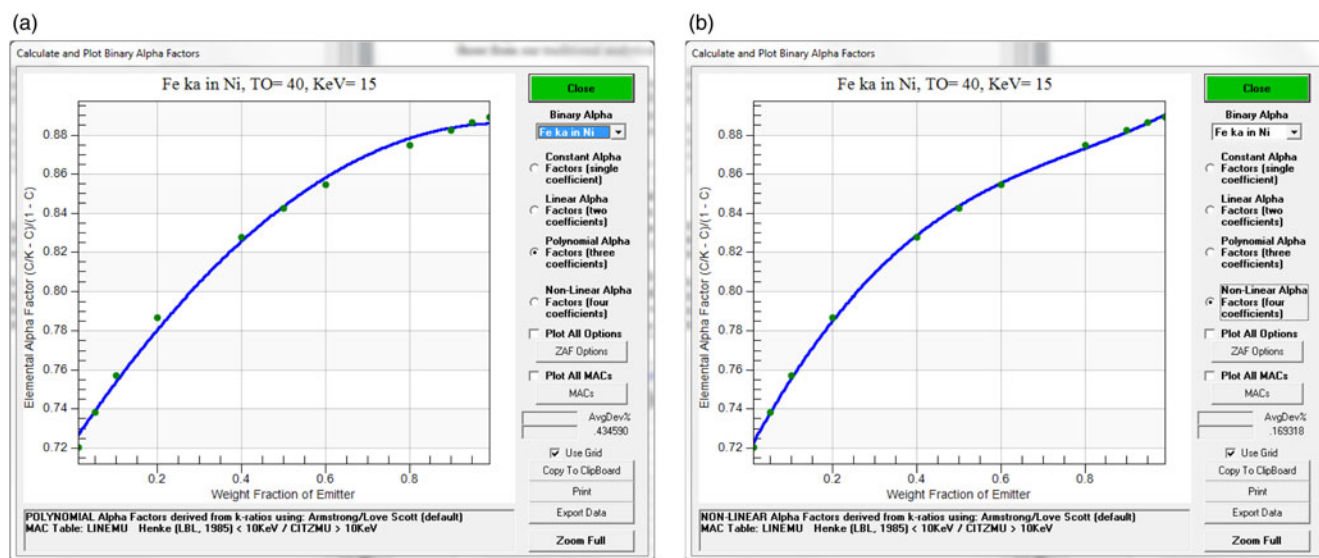 (a)
Calculate and Plot Binary Alpha Factors
Fe ka in Ni, TO= 40, KeV= 15
Elemental Alpha Factor (C/K - C)/(1 - C)
0.88
0.86
0.84
0.82
0.80
0.78
0.76
0.74
0.72
0.2
0.4
0.6
0.8
Weight Fraction of Emitter
Close
Binary Alpha
Fe ka in Ni
Constant Alpha
Factors (single
coefficient)
Linear Alpha
Factors (two
coefficients)
Polynomial Alpha
Factors (three
coefficients)
Non-Linear Alpha
Factors (four
coefficients)
Plot All Options
ZAF Options
Plot All MACs
MACs
AvgDev%
.434590
Use Grid
Copy To ClipBoard
Print
Export Data
Zoom Full
POLYNOMIAL Alpha Factors derived from k-ratios using: Armstrong/Love Scott (default)
MAC Table: LINEMU Henke (LBL, 1985) < 10KeV / CITZMU > 10KeV
(b)
Calculate and Plot Binary Alpha Factors
Fe ka in Ni, TO= 40, KeV= 15
Elemental Alpha Factor (C/K - C)/(1 - C)
0.88
0.86
0.84
0.82
0.80
0.78
0.76
0.74
0.72
0.2
0.4
0.6
0.8
Weight Fraction of Emitter
Close
Binary Alpha
Fe ka in Ni
Constant Alpha
Factors (single
coefficient)
Linear Alpha
Factors (two
coefficients)
Polynomial Alpha
Factors (three
coefficients)
Non-Linear Alpha
Factors (four
coefficients)
Plot All Options
ZAF Options
Plot All MACs
MACs
AvgDev%
.169318
Use Grid
Copy To ClipBoard
Print
Export Data
Zoom Full
NON-LINEAR Alpha Factors derived from k-ratios using: Armstrong/Love Scott (default)
MAC Table: LINEMU Henke (LBL, 1985) < 10KeV / CITZMU > 10KeV